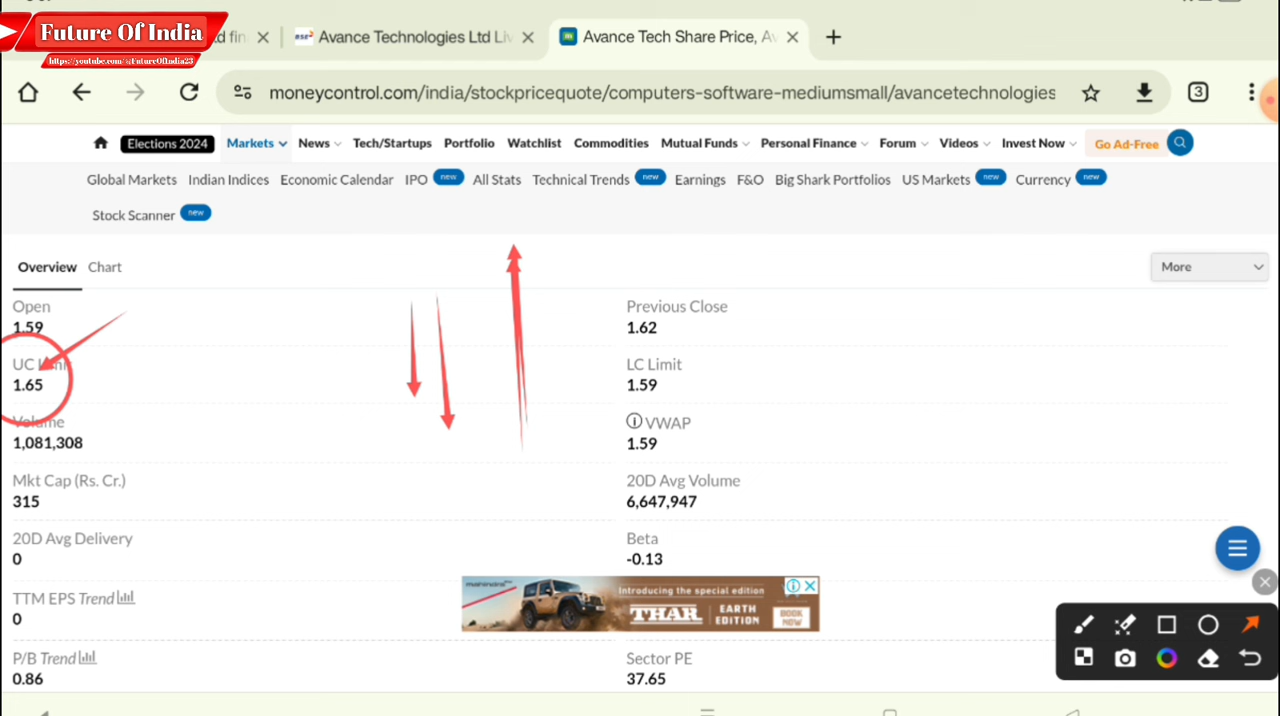 Future Of India
https://youtube.com/@FutureOfIndia23
d fin
Avance Technologies Ltd Liv
Avance Tech Share Price, Av
moneycontrol.com/india/stockpricequote/computers-software-mediumsmall/avancetechnologies
3
Elections 2024
Markets
News
Tech/Startups
Portfolio
Watchlist
Commodities
Mutual Funds
Personal Finance
Forum
Videos
Invest Now
Go Ad-Free
Global Markets
Indian Indices
Economic Calendar
IPO new
All Stats
Technical Trends new
Earnings
F&O
Big Shark Portfolios
US Markets new
Currency new
Stock Scanner new
Overview
Chart
More
Open
1.59
Previous Close
1.62
UC Limit
1.65
LC Limit
1.59
Volume
1,081,308
VWAP
1.59
Mkt Cap (Rs. Cr.)
315
20D Avg Volume
6,647,947
20D Avg Delivery
0
Beta
-0.13
TTM EPS Trend
0
mahindra
Introducing the special edition
THAR
EARTH
EDITION
BOOK
NOW
P/B Trend
0.86
Sector PE
37.65